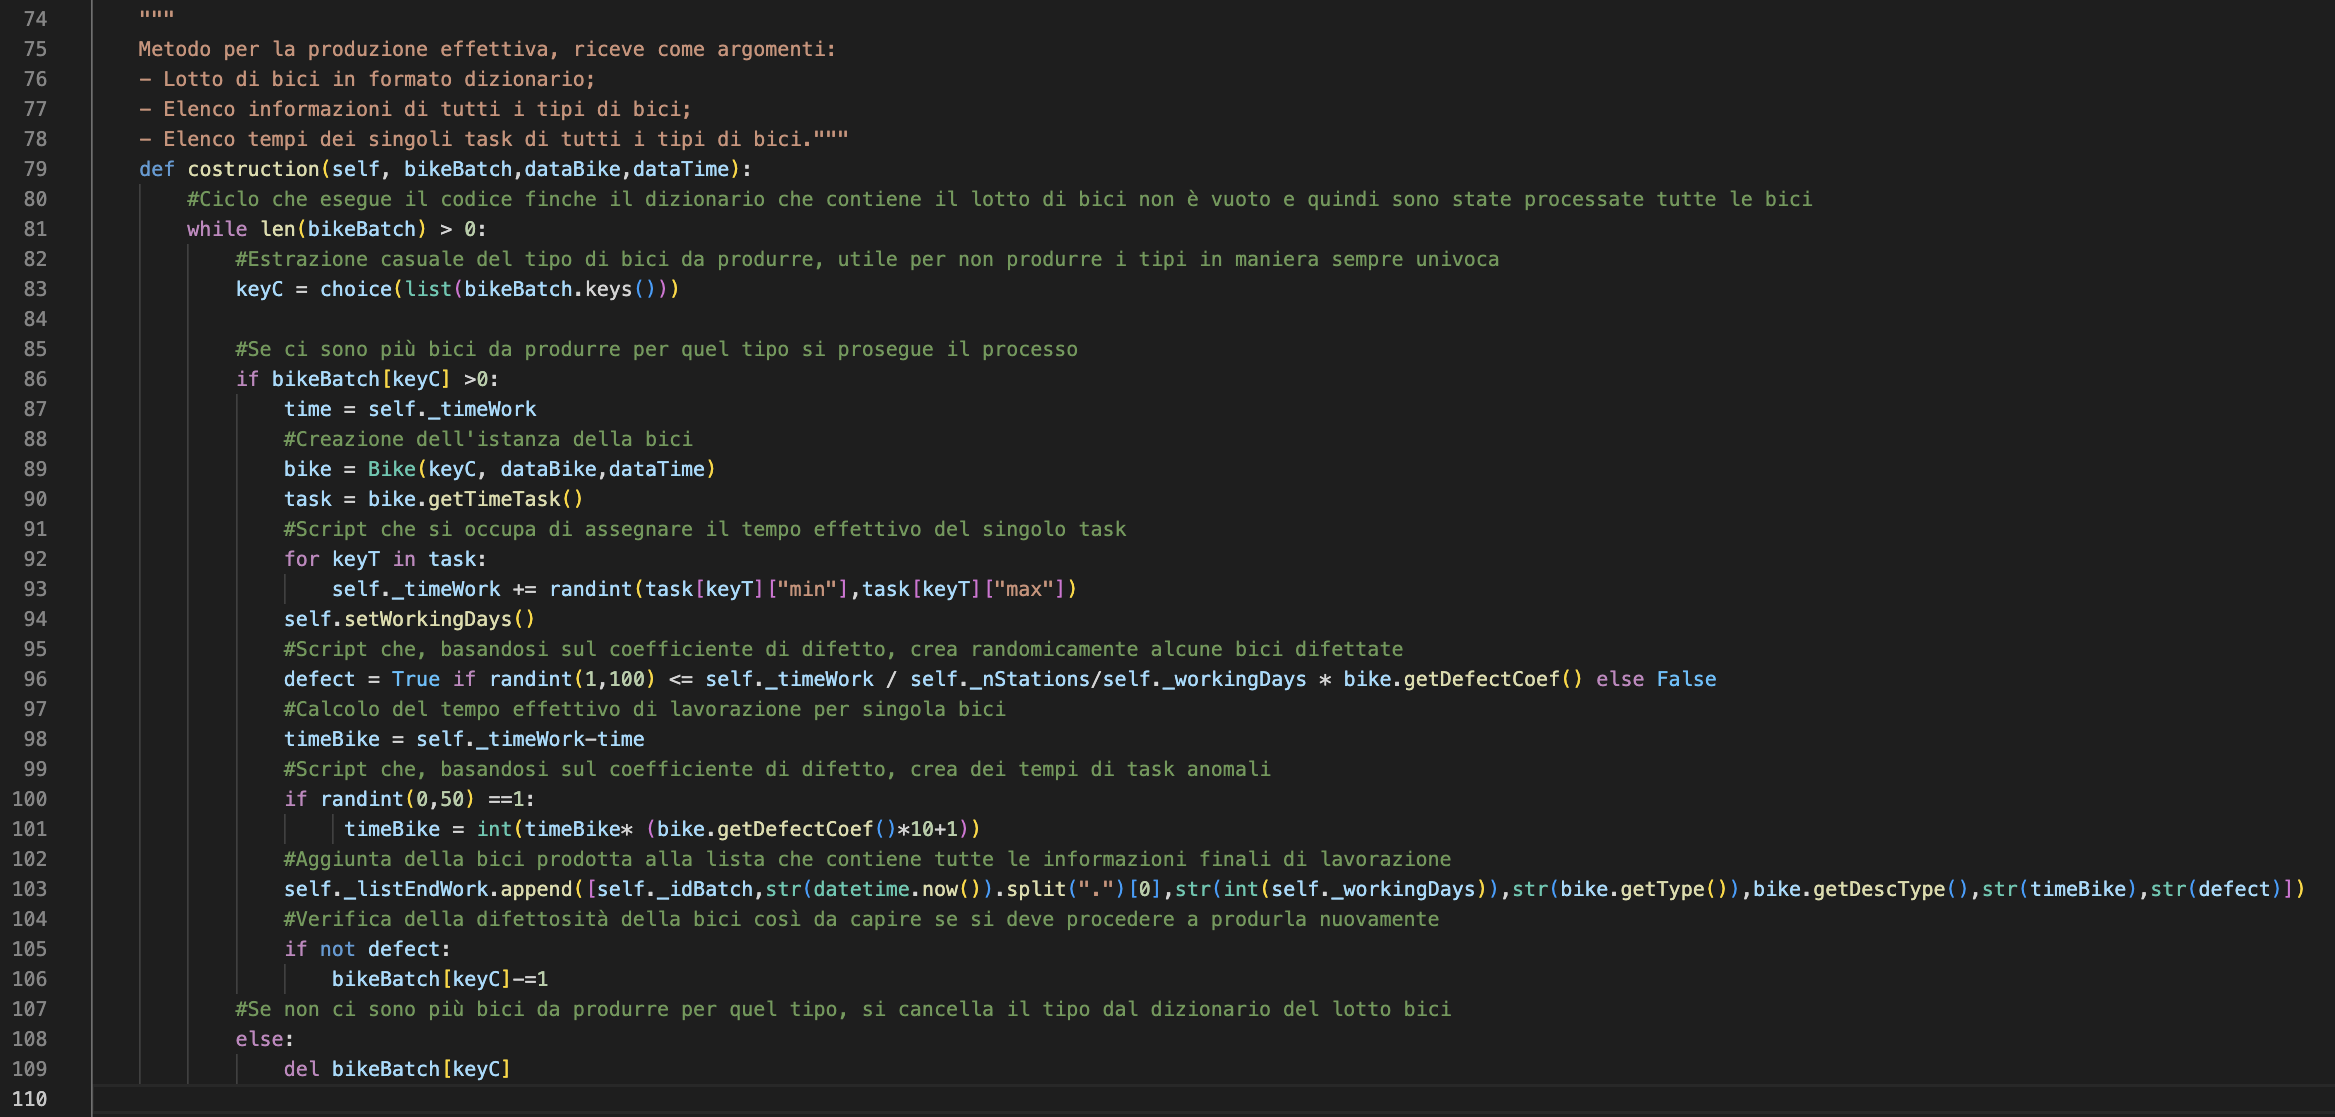 74 """
75 Metodo per la produzione effettiva, riceve come argomenti:
76 - Lotto di bici in formato dizionario;
77 - Elenco informazioni di tutti i tipi di bici;
78 - Elenco tempi dei singoli task di tutti i tipi di bici."""
79 def costruction(self, bikeBatch,dataBike,dataTime):
80 #Ciclo che esegue il codice finche il dizionario che contiene il lotto di bici non è vuoto e quindi sono state processate tutte le bici
81 while len(bikeBatch) > 0:
82 #Estrazione casuale del tipo di bici da produrre, utile per non produrre i tipi in maniera sempre univoca
83 keyC = choice(list(bikeBatch.keys()))
84
85 #Se ci sono più bici da produrre per quel tipo si prosegue il processo
86 if bikeBatch[keyC] >0:
87 time = self._timeWork
88 #Creazione dell'istanza della bici
89 bike = Bike(keyC, dataBike,dataTime)
90 task = bike.getTimeTask()
91 #Script che si occupa di assegnare il tempo effettivo del singolo task
92 for keyT in task:
93 self._timeWork += randint(task[keyT]["min"],task[keyT]["max"])
94 self.setWorkingDays()
95 #Script che, basandosi sul coefficiente di difetto, crea randomicamente alcune bici difettate
96 defect = True if randint(1,100) <= self._timeWork / self._nStations/self._workingDays * bike.getDefectCoef() else False
97 #Calcolo del tempo effettivo di lavorazione per singola bici
98 timeBike = self._timeWork-time
99 #Script che, basandosi sul coefficiente di difetto, crea dei tempi di task anomali
100 if randint(0,50) ==1:
101 timeBike = int(timeBike* (bike.getDefectCoef()*10+1))
102 #Aggiunta della bici prodotta alla lista che contiene tutte le informazioni finali di lavorazione
103 self._listEndWork.append([self._idBatch,str(datetime.now()).split(".")[0],str(int(self._workingDays)),str(bike.getType()),bike.getDescType(),str(timeBike),str(defect)])
104 #Verifica della difettosità della bici così da capire se si deve procedere a produrla nuovamente
105 if not defect:
106 bikeBatch[keyC]-=1
107 #Se non ci sono più bici da produrre per quel tipo, si cancella il tipo dal dizionario del lotto bici
108 else:
109 del bikeBatch[keyC]
110